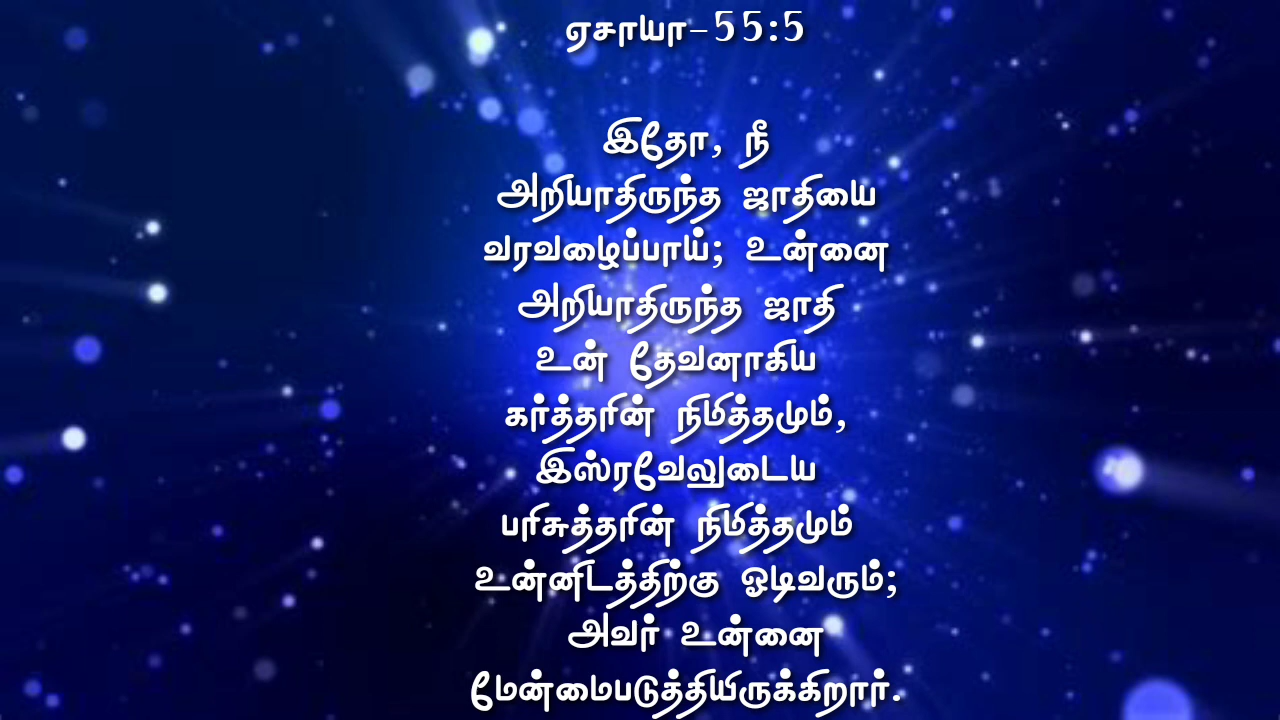 ஏசாயா-55:5
இதோ, நீ
அறியாதிருந்த ஜாதியை
வரவழைப்பாய்; உன்னை
அறியாதிருந்த ஜாதி
உன் தேவனாகிய
கர்த்தரின் நிமித்தமும்,
இஸ்ரவேலுடைய
பரிசுத்தரின் நிமித்தமும்
உன்னிடத்திற்கு ஓடிவரும்;
அவர் உன்னை
மேன்மைபடுத்தியிருக்கிறார்.